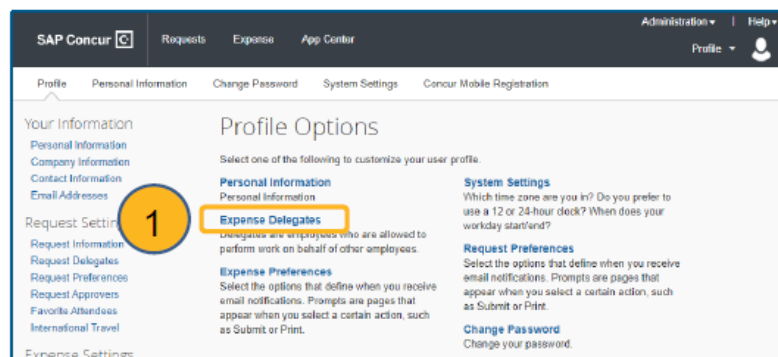 Administration | Help
SAP Concur C Requests Expense App Center
Profile
Profile Personal Information Change Password System Settings Concur Mobile Registration
Your Information
Personal Information
Company Information
Contact Information
Email Addresses
Request Settin
Request Information
Request Delegates
Request Preferences
Request Approvers
Favorite Attendees
International Travel
Expense Settings
1
Profile Options
Select one of the following to customize your user profile.
Personal Information
Personal Information
Expense Delegates
Delegates are employees who are allowed to
perform work on behalf of other employees.
Expense Preferences
Select the options that define when you receive
email notifications. Prompts are pages that
appear when you select a certain action, such
as Submit or Print.
System Settings
Which time zone are you in? Do you prefer to
use a 12 or 24-hour clock? When does your
workday start/end?
Request Preferences
Select the options that define when you receive
email notifications. Prompts are pages that
appear when you select a certain action, such
as Submit or Print.
Change Password
Change your password.